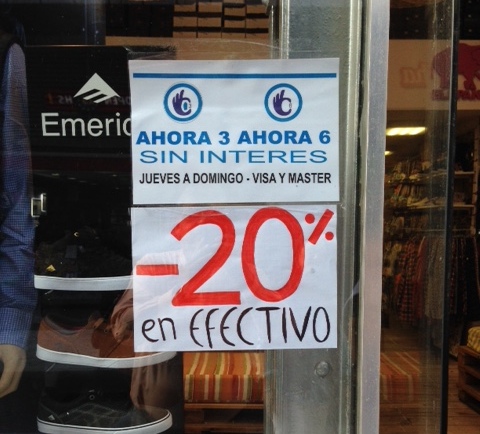 Emeric
AHORA 3 AHORA 6
SIN INTERES
JUEVES A DOMINGO - VISA Y MASTER
-20%
en EFECTIVO